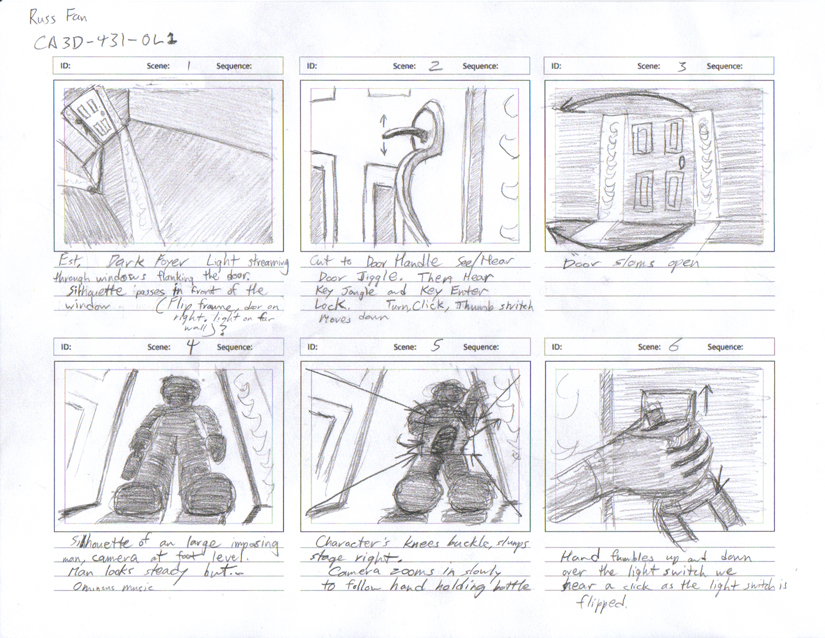 Russ Fan
CA3D-431-OL1
ID: Scene: 1 Sequence:
ID: Scene: 2 Sequence:
ID: Scene: 3 Sequence:
Est. Dark Foyer Light streaming
through windows flanking the door.
Silhouette passes in front of the
window. (Flip frame, door on
right, light on far
wall)?
Cut to Door Handle See/Hear
Door Jiggle. Then Hear
Key Jangle and Key Enter
Lock. Turn, Click, Thumb switch
Moves down
Door slams open
ID: Scene: 4 Sequence:
ID: Scene: 5 Sequence:
ID: Scene: 6 Sequence:
Silhouette of an large imposing
man, camera at foot level.
Man looks steady but...
Ominous music
Character's knees buckle, slumps
stage right.
Camera zooms in slowly
to follow hand holding bottle
Hand fumbles up and down
over the light switch we
hear a click as the light switch is
flipped.